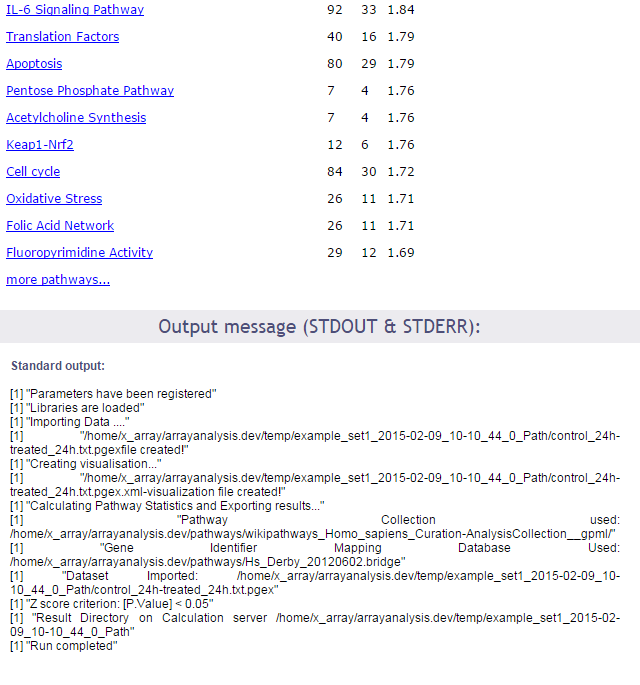 IL-6 Signaling Pathway 92 33 1.84
Translation Factors 40 16 1.79
Apoptosis 80 29 1.79
Pentose Phosphate Pathway 7 4 1.76
Acetylcholine Synthesis 7 4 1.76
Keap1-Nrf2 12 6 1.76
Cell cycle 84 30 1.72
Oxidative Stress 26 11 1.71
Folic Acid Network 26 11 1.71
Fluoropyrimidine Activity 29 12 1.69
more pathways...
Output message (STDOUT & STDERR):
Standard output:
[1] "Parameters have been registered"
[1] "Libraries are loaded"
[1] "Importing Data ...."
[1] "/home/x_array/arrayanalysis.dev/temp/example_set1_2015-02-09_10-10_44_0_Path/control_24h-
treated_24h.txt.pgexfile created!"
[1] "Creating visualisation..."
[1] "/home/x_array/arrayanalysis.dev/temp/example_set1_2015-02-09_10-10_44_0_Path/control_24h-
treated_24h.txt.pgex.xml-visualization file created!"
[1] "Calculating Pathway Statistics and Exporting results..."
[1] "Pathway Collection used:
/home/x_array/arrayanalysis.dev/pathways/wikipathways_Homo_sapiens_Curation-AnalysisCollection__gpml/"
[1] "Gene Identifier Mapping Database Used:
/home/x_array/arrayanalysis.dev/pathways/Hs_Derby_20120602.bridge"
[1] "Dataset Imported: /home/x_array/arrayanalysis.dev/temp/example_set1_2015-02-09_10-
10_44_0_Path/control_24h-treated_24h.txt.pgex"
[1] "Z score criterion: [P.Value] < 0.05"
[1] "Result Directory on Calculation server /home/x_array/arrayanalysis.dev/temp/example_set1_2015-02-
09_10-10_44_0_Path"
[1] "Run completed"